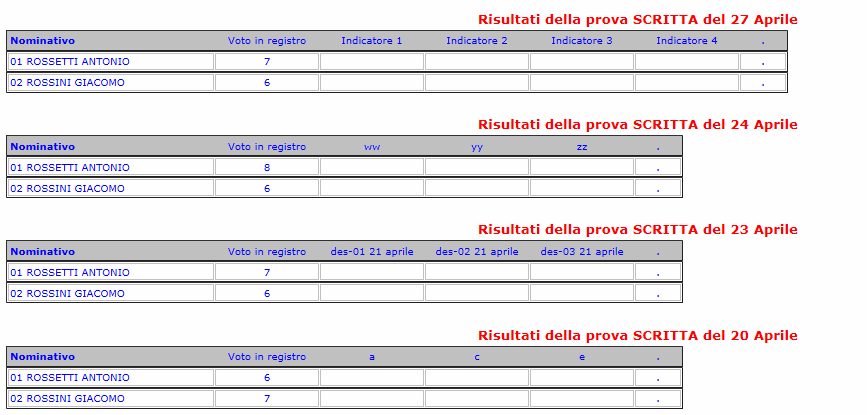 Risultati della prova SCRITTA del 27 Aprile
Nominativo Voto in registro Indicatore 1 Indicatore 2 Indicatore 3 Indicatore 4 .
01 ROSSETTI ANTONIO 7 .
02 ROSSINI GIACOMO 6 .
Risultati della prova SCRITTA del 24 Aprile
Nominativo Voto in registro ww yy zz .
01 ROSSETTI ANTONIO 8 .
02 ROSSINI GIACOMO 6 .
Risultati della prova SCRITTA del 23 Aprile
Nominativo Voto in registro des-01 21 aprile des-02 21 aprile des-03 21 aprile .
01 ROSSETTI ANTONIO 7 .
02 ROSSINI GIACOMO 6 .
Risultati della prova SCRITTA del 20 Aprile
Nominativo Voto in registro a c e .
01 ROSSETTI ANTONIO 6 .
02 ROSSINI GIACOMO 7 .